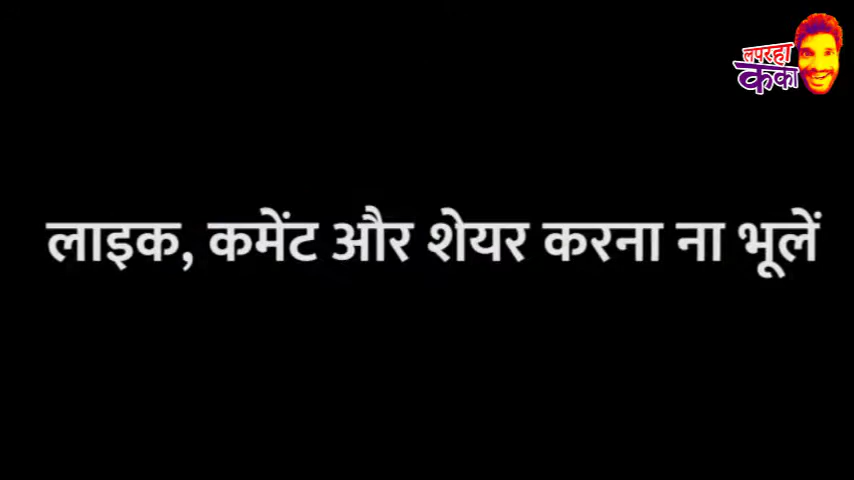 लपरहा
कका
लाइक, कमेंट और शेयर करना ना भूलें